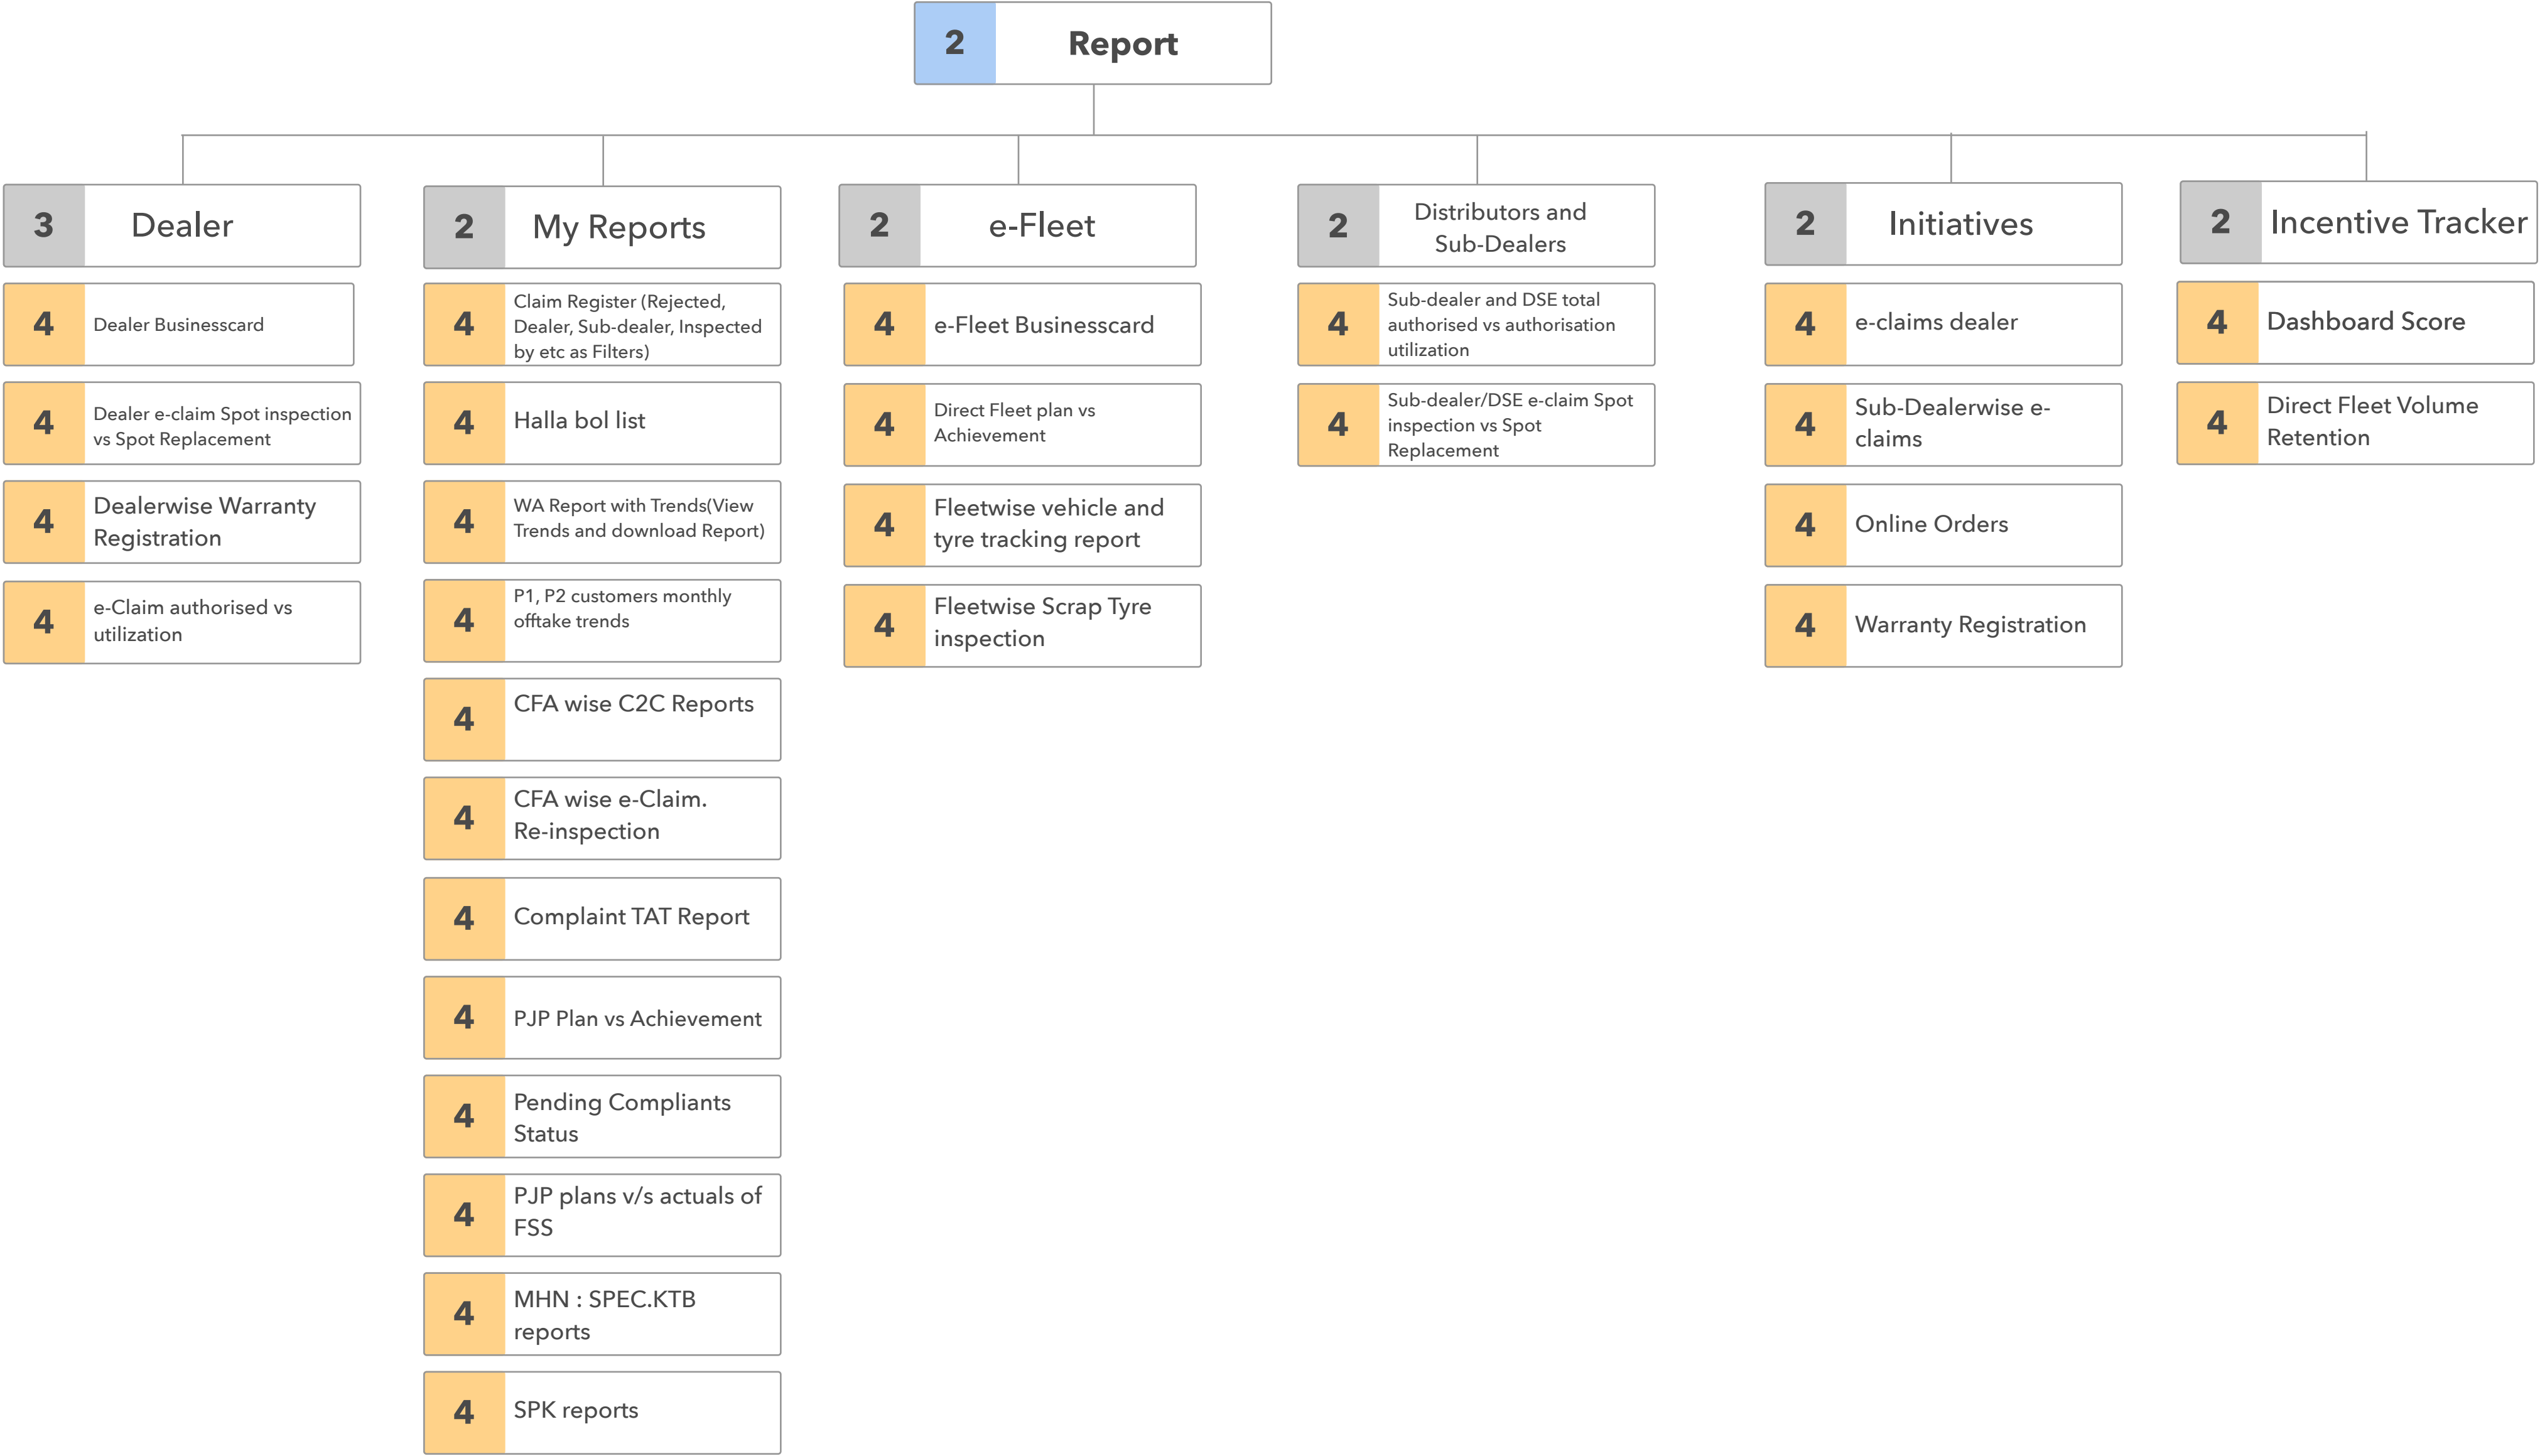 2
Report
3
Dealer
4
Dealer Businesscard
4
Dealer e-claim Spot inspection
vs Spot Replacement
4
Dealerwise Warranty
Registration
4
e-Claim authorised vs
utilization
2
My Reports
4
Claim Register (Rejected,
Dealer, Sub-dealer, Inspected
by etc as Filters)
4
Halla bol list
4
WA Report with Trends(View
Trends and download Report)
4
P1, P2 customers monthly
offtake trends
4
CFA wise C2C Reports
4
CFA wise e-Claim.
Re-inspection
4
Complaint TAT Report
4
PJP Plan vs Achievement
4
Pending Compliants
Status
4
PJP plans v/s actuals of
FSS
4
MHN : SPEC.KTB
reports
4
SPK reports
2
e-Fleet
4
e-Fleet Businesscard
4
Direct Fleet plan vs
Achievement
4
Fleetwise vehicle and
tyre tracking report
4
Fleetwise Scrap Tyre
inspection
2
Distributors and
Sub-Dealers
4
Sub-dealer and DSE total
authorised vs authorisation
utilization
4
Sub-dealer/DSE e-claim Spot
inspection vs Spot
Replacement
2
Initiatives
4
e-claims dealer
4
Sub-Dealerwise e-
claims
4
Online Orders
4
Warranty Registration
2
Incentive Tracker
4
Dashboard Score
4
Direct Fleet Volume
Retention